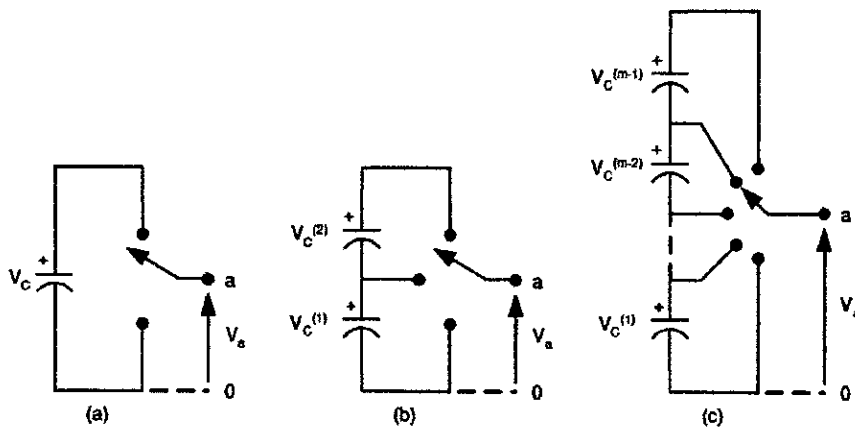 +
V_C
a
V_a
0
(a)
+
V_C^(2)
+
V_C^(1)
a
V_a
0
(b)
+
V_C^(m-1)
+
V_C^(m-2)
+
V_C^(1)
a
0
(c)